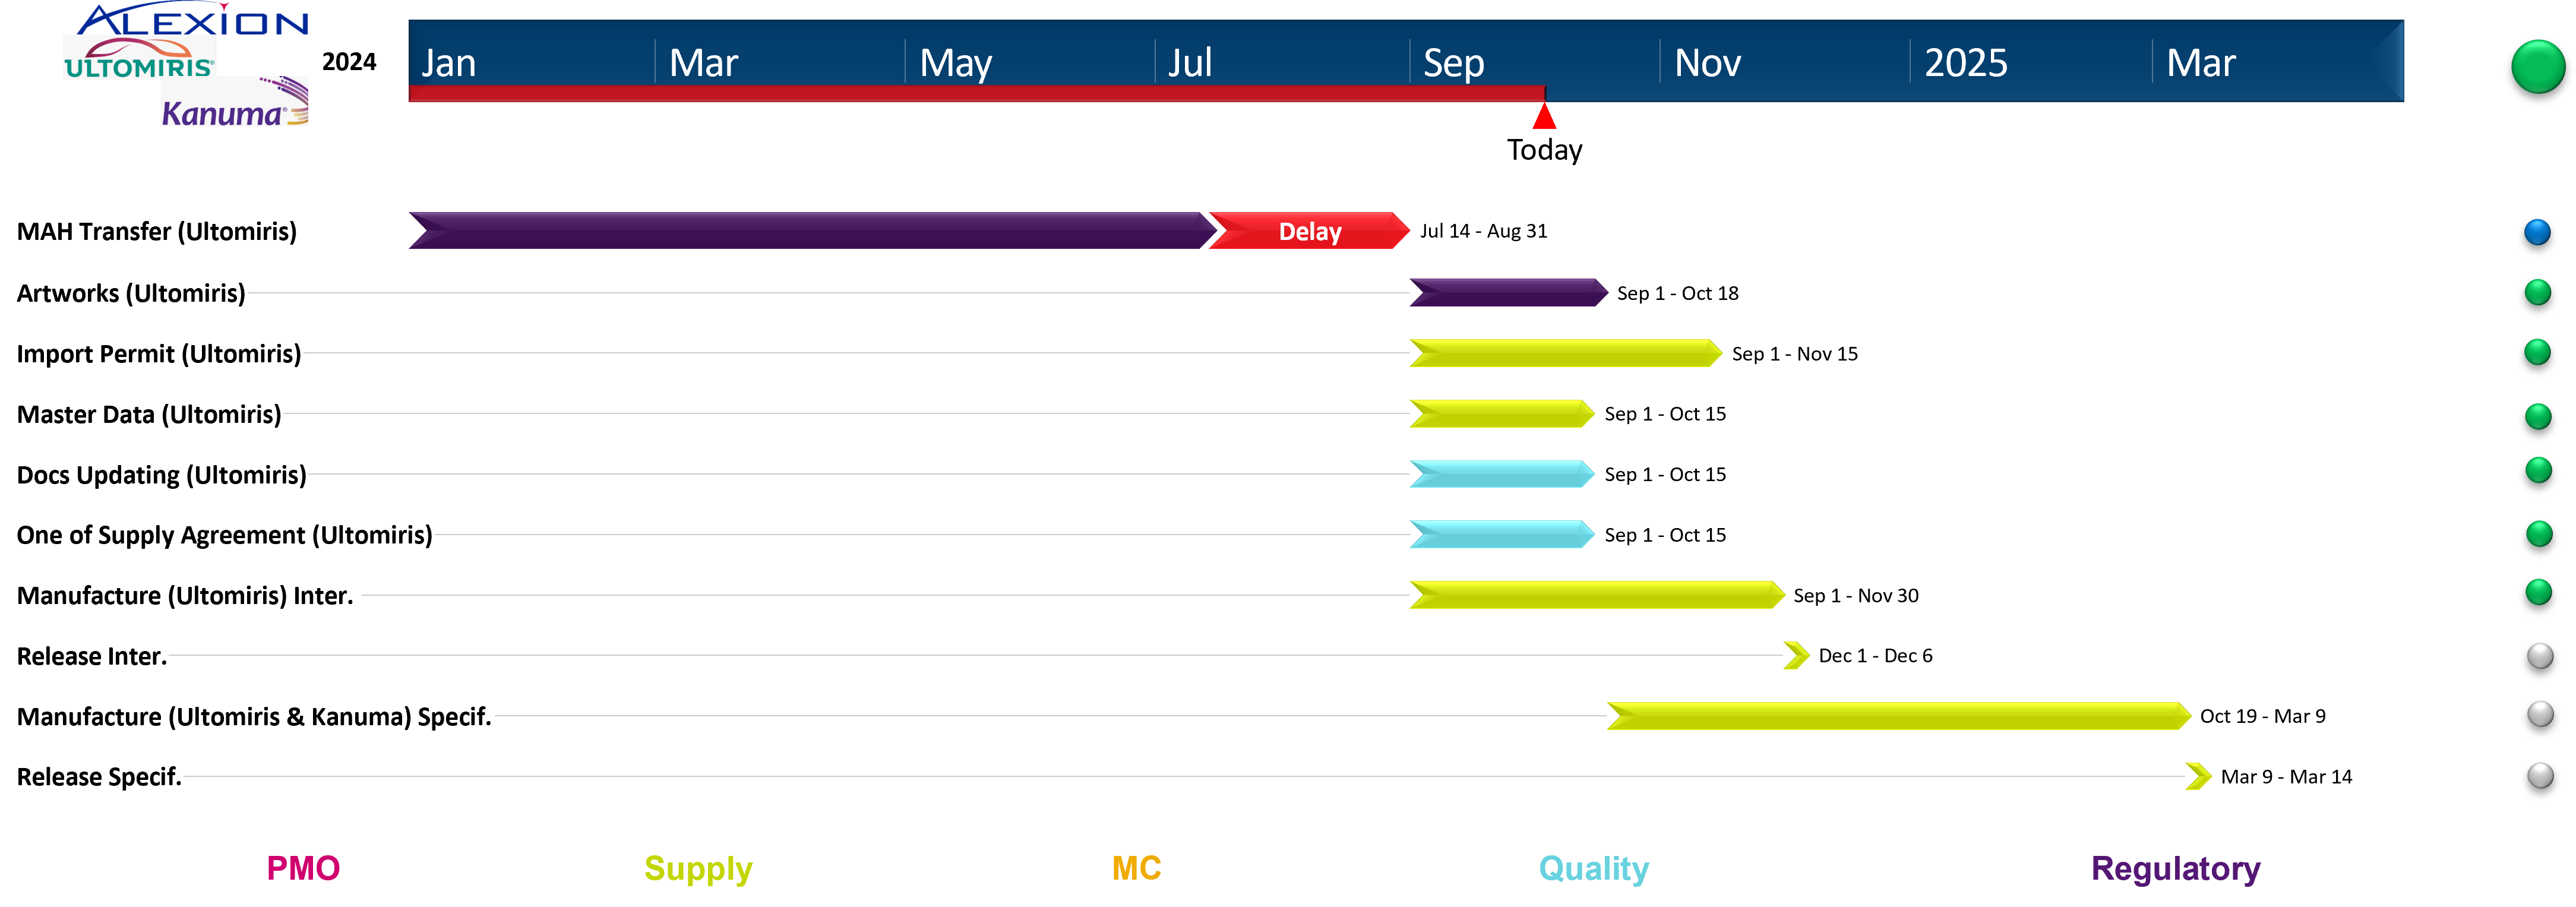 ALEXION
ULTOMIRIS®
Kanuma®
2024 Jan Mar May Jul Sep Nov 2025 Mar
Today
MAH Transfer (Ultomiris) Delay Jul 14 - Aug 31
Artworks (Ultomiris) Sep 1 - Oct 18
Import Permit (Ultomiris) Sep 1 - Nov 15
Master Data (Ultomiris) Sep 1 - Oct 15
Docs Updating (Ultomiris) Sep 1 - Oct 15
One of Supply Agreement (Ultomiris) Sep 1 - Oct 15
Manufacture (Ultomiris) Inter. Sep 1 - Nov 30
Release Inter. Dec 1 - Dec 6
Manufacture (Ultomiris & Kanuma) Specif. Oct 19 - Mar 9
Release Specif. Mar 9 - Mar 14
PMO Supply MC Quality Regulatory